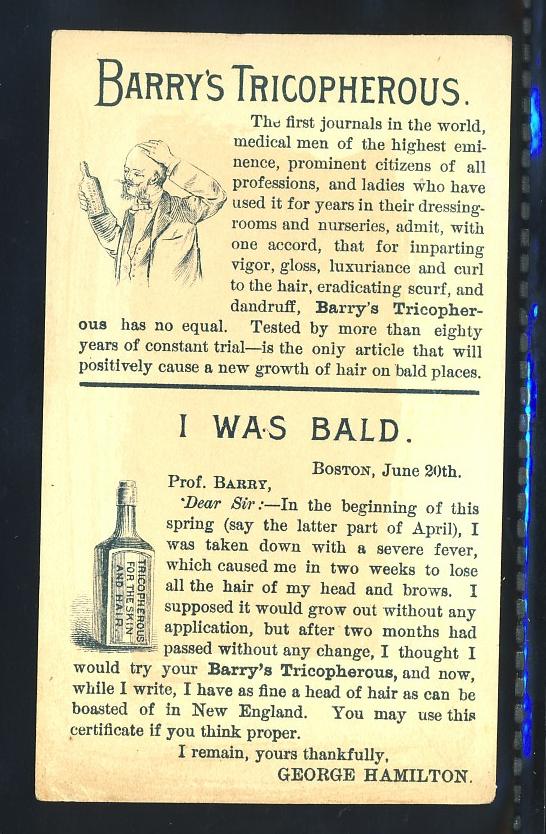 BARRY'S TRICOPHEROUS.
The first journals in the world,
medical men of the highest emi-
nence, prominent citizens of all
professions, and ladies who have
used it for years in their dressing-
rooms and nurseries, admit, with
one accord, that for imparting
vigor, gloss, luxuriance and curl
to the hair, eradicating scurf, and
dandruff, Barry's Tricopher-
ous has no equal. Tested by more than eighty
years of constant trial—is the only article that will
positively cause a new growth of hair on bald places.
I WAS BALD.
BOSTON, June 20th.
Prof. BARRY,
Dear Sir:—In the beginning of this
spring (say the latter part of April), I
was taken down with a severe fever,
which caused me in two weeks to lose
all the hair of my head and brows. I
supposed it would grow out without any
application, but after two months had
passed without any change, I thought I
would try your Barry's Tricopherous, and now,
while I write, I have as fine a head of hair as can be
boasted of in New England. You may use this
certificate if you think proper.
I remain, yours thankfully,
GEORGE HAMILTON.
TRICOPHEROUS
FOR THE SKIN
AND HAIR